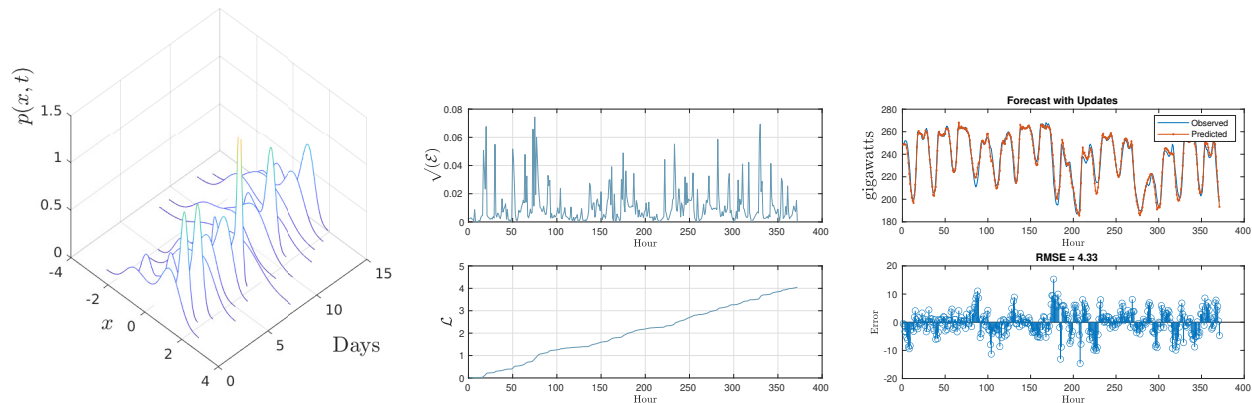 p(x, t)
1.5
1
0.5
0
-4
-2
0
2
4
x
0
5
10
15
Days
√(ℰ)
0.08
0.06
0.04
0.02
0
0 50 100 150 200 250 300 350 400
Hour
ℒ
5
4
3
2
1
0
0 50 100 150 200 250 300 350 400
Hour
Forecast with Updates
gigawatts
280
260
240
220
200
180
Observed
Predicted
0 50 100 150 200 250 300 350 400
Hour
RMSE = 4.33
Error
20
10
0
-10
-20
0 50 100 150 200 250 300 350 400
Hour